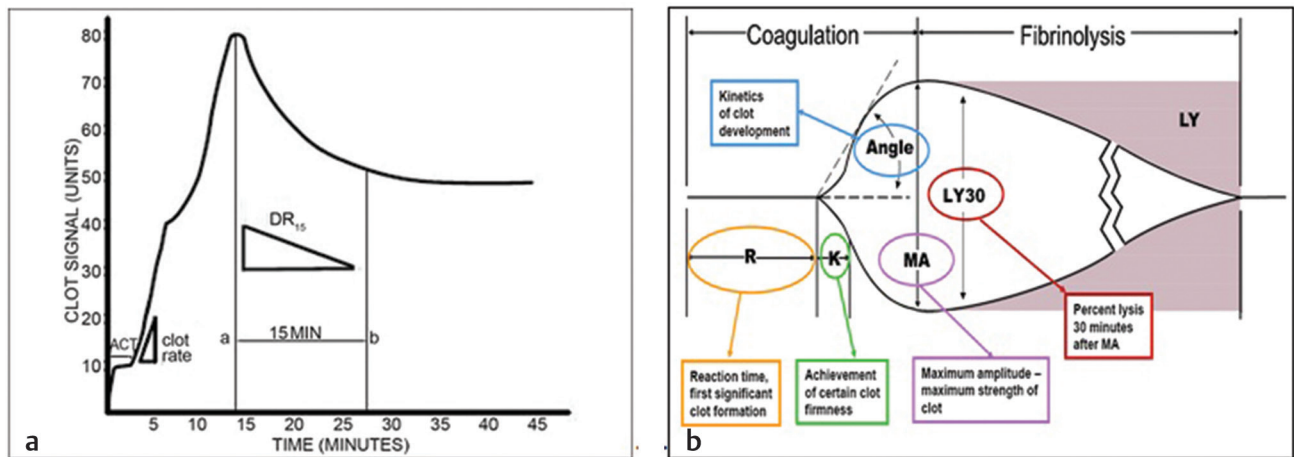 80
70
60
50
40
30
20
10
CLOT SIGNAL (UNITS)
ACT
clot
rate
DR15
a
15 MIN
b
5
10
15
20
25
30
35
40
45
TIME (MINUTES)
a
Coagulation
Fibrinolysis
Kinetics
of clot
development
Angle
LY
LY30
R
K
MA
Percent lysis
30 minutes
after MA
Reaction time,
first significant
clot formation
Achievement
of certain clot
firmness
Maximum amplitude –
maximum strength of
clot
b